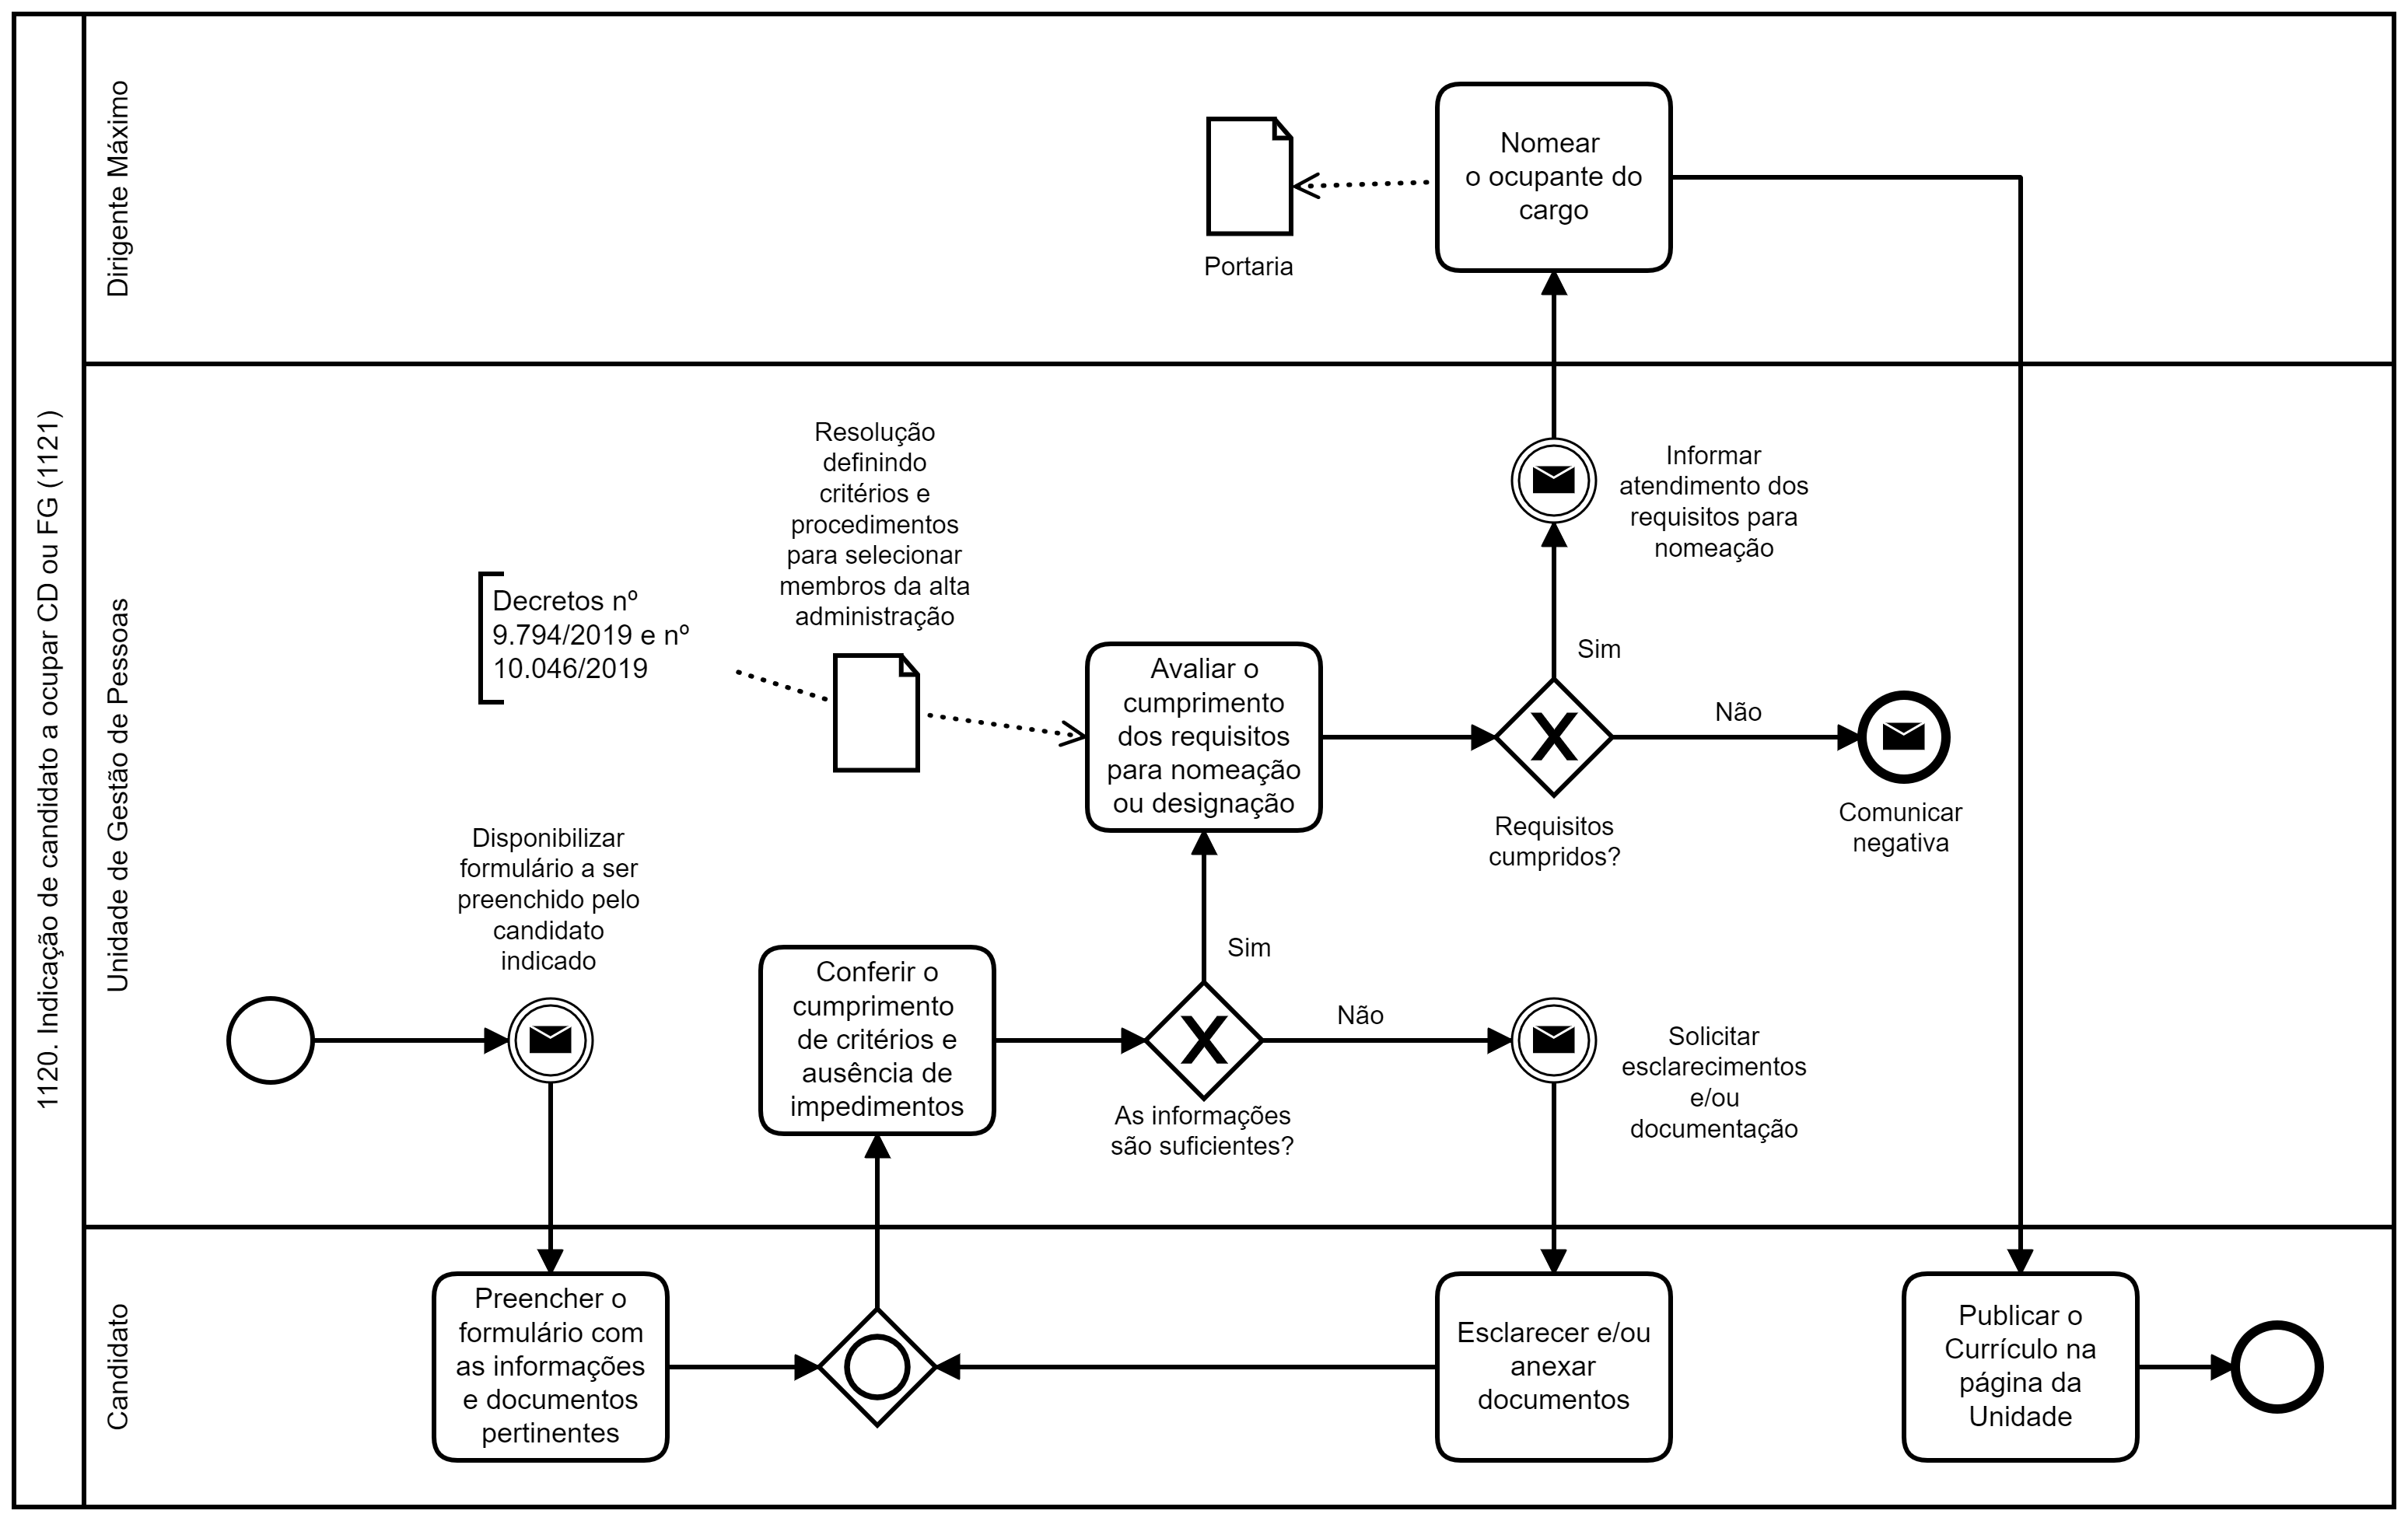 1120. Indicação de candidato a ocupar CD ou FG (1121)
Dirigente Máximo
Portaria
Nomear
o ocupante do
cargo
Unidade de Gestão de Pessoas
Resolução
definindo
critérios e
procedimentos
para selecionar
membros da alta
administração
Decretos nº
9.794/2019 e nº
10.046/2019
Avaliar o
cumprimento
dos requisitos
para nomeação
ou designação
Informar
atendimento dos
requisitos para
nomeação
Sim
Não
Requisitos
cumpridos?
Comunicar
negativa
Disponibilizar
formulário a ser
preenchido pelo
candidato
indicado
Conferir o
cumprimento
de critérios e
ausência de
impedimentos
Sim
Não
As informações
são suficientes?
Solicitar
esclarecimentos
e/ou
documentação
Candidato
Preencher o
formulário com
as informações
e documentos
pertinentes
Esclarecer e/ou
anexar
documentos
Publicar o
Currículo na
página da
Unidade